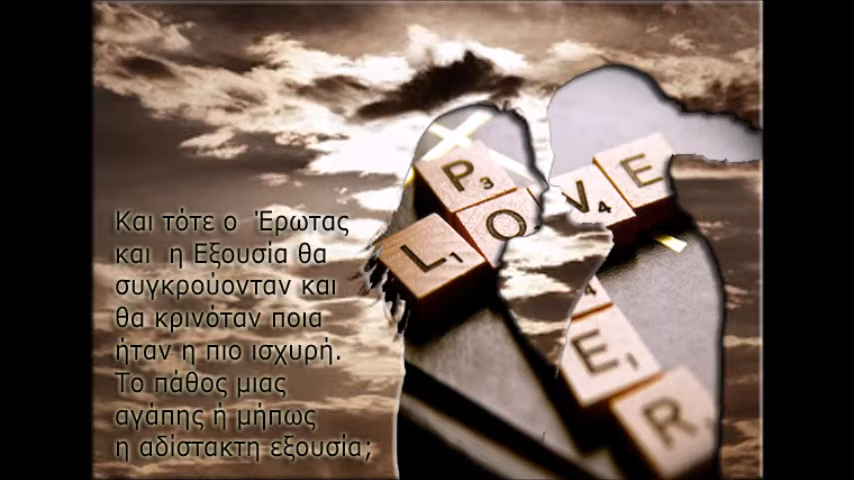 Και τότε ο Έρωτας
και η Εξουσία θα
συγκρούονταν και
θα κρινόταν ποια
ήταν η πιο ισχυρή.
Το πάθος μιας
αγάπης ή μήπως
η αδίστακτη εξουσία;
P3
L1 O V4 E
4
E1
R